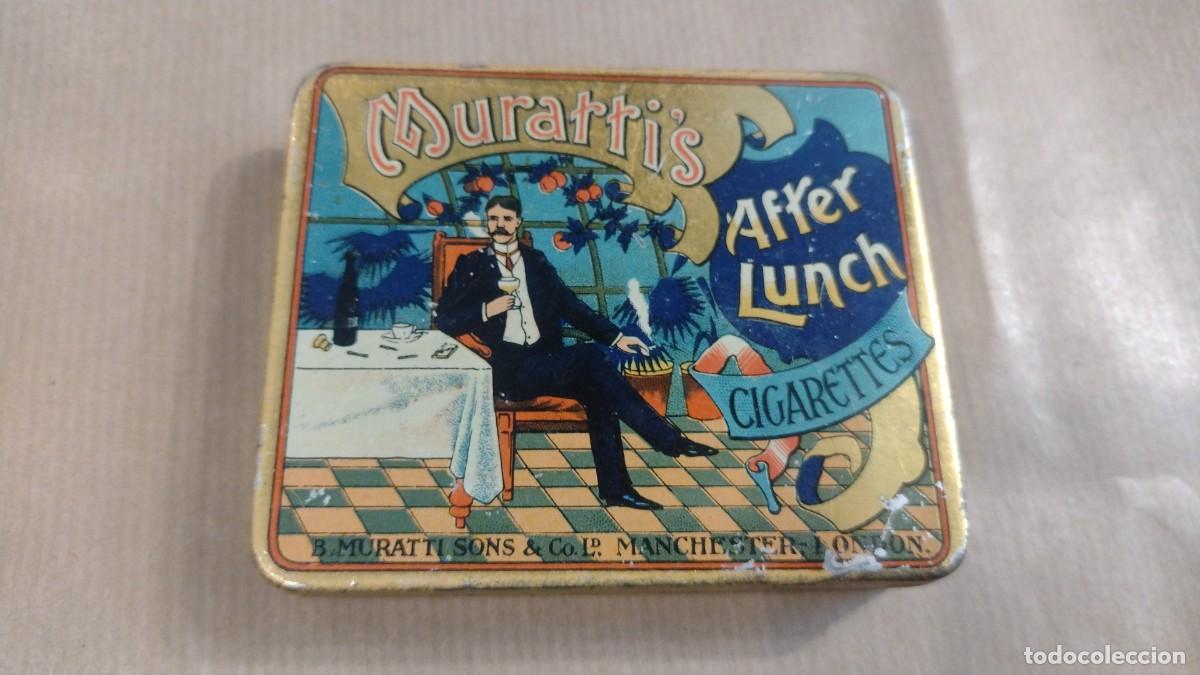 Muratti's
After
Lunch
CIGARETTES
B. MURATTI SONS & Co. LD. MANCHESTER-LONDON.
todocoleccion